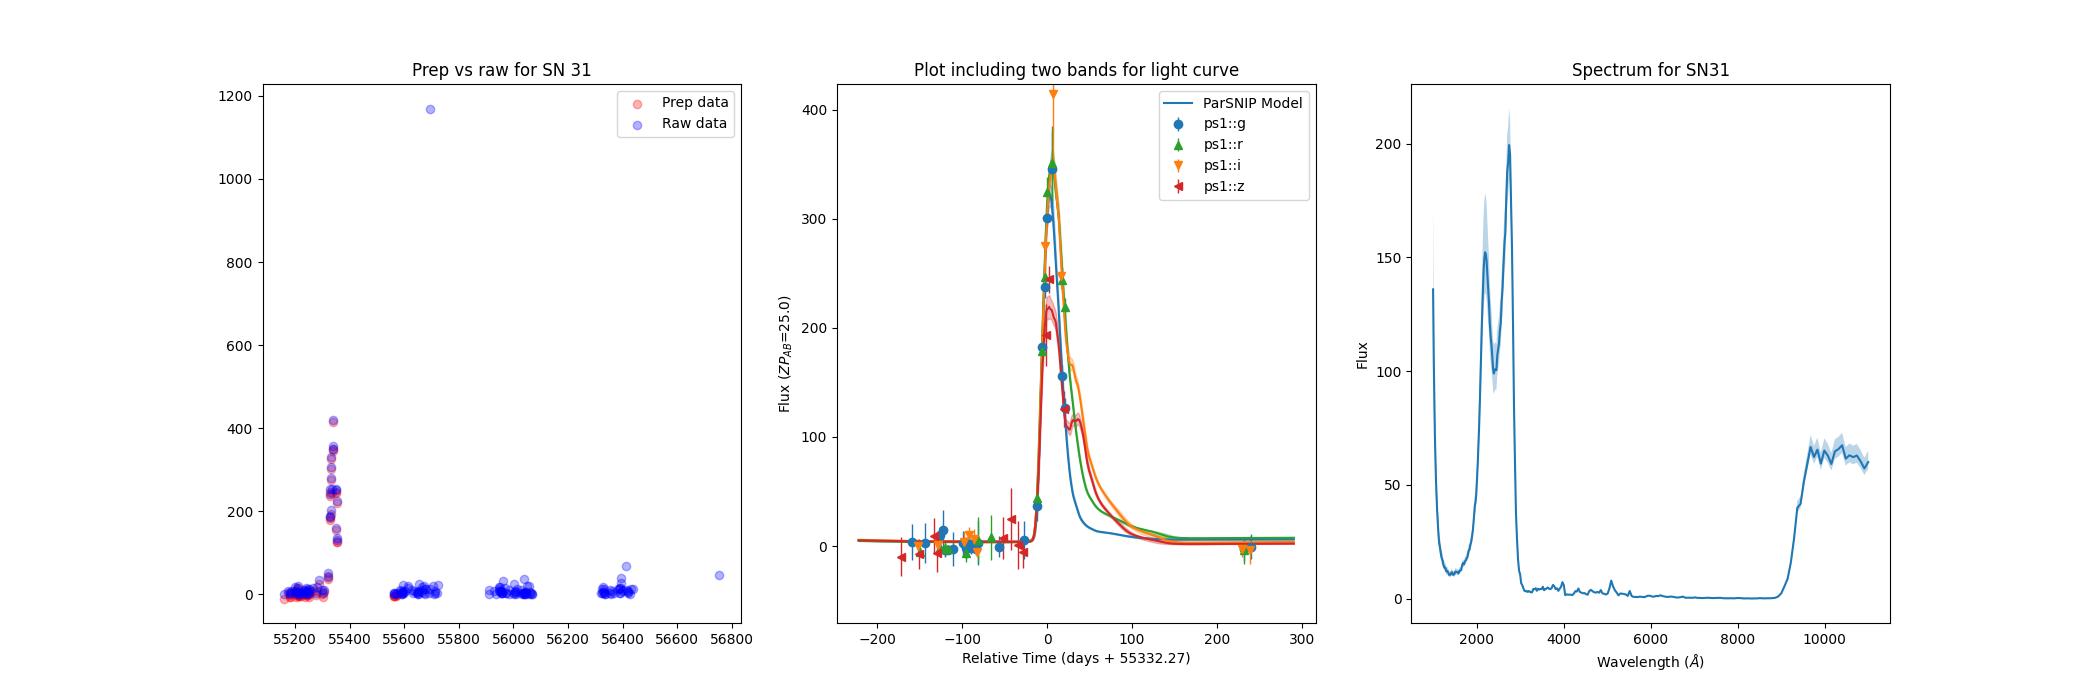 Prep vs raw for SN 31
1200
1000
800
600
400
200
0
55200 55400 55600 55800 56000 56200 56400 56600 56800
Prep data
Raw data
Plot including two bands for light curve
Flux (ZP_AB=25.0)
400
300
200
100
0
−200 −100 0 100 200 300
Relative Time (days + 55332.27)
ParSNIP Model
ps1::g
ps1::r
ps1::i
ps1::z
Spectrum for SN31
Flux
200
150
100
50
0
2000 4000 6000 8000 10000
Wavelength (Å)